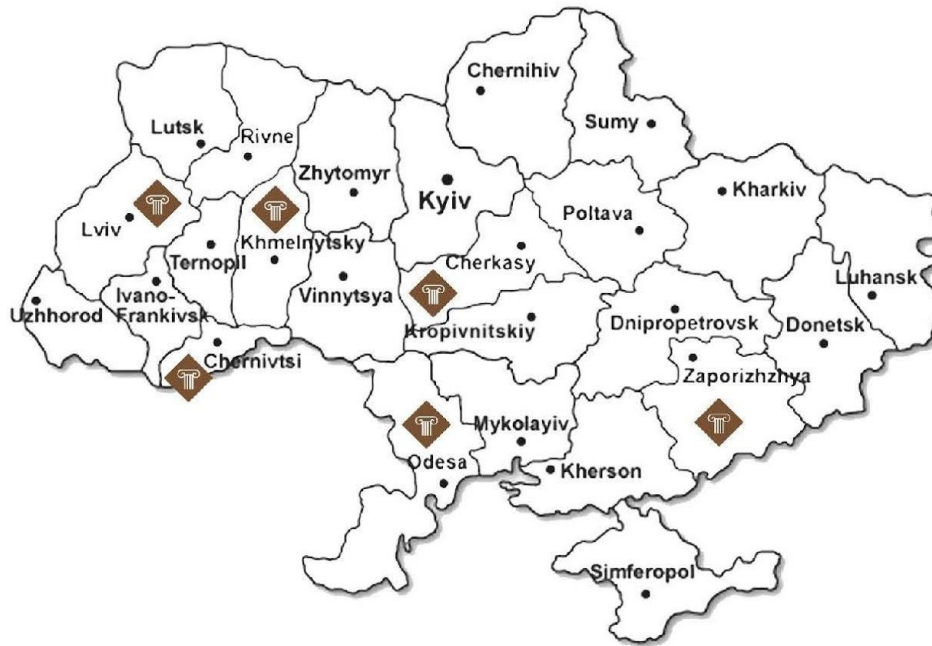 Chernihiv
Sumy
Lutsk
Rivne
Zhytomyr
Kyiv
Kharkiv
Poltava
Lviv
Khmelnytsky
Ternopil
Cherkasy
Luhansk
Uzhhorod
Ivano-
Frankivsk
Vinnytsya
Kropivnitskiy
Dnipropetrovsk
Donetsk
Chernivtsi
Zaporizhzhya
Mykolayiv
Odesa
Kherson
Simferopol